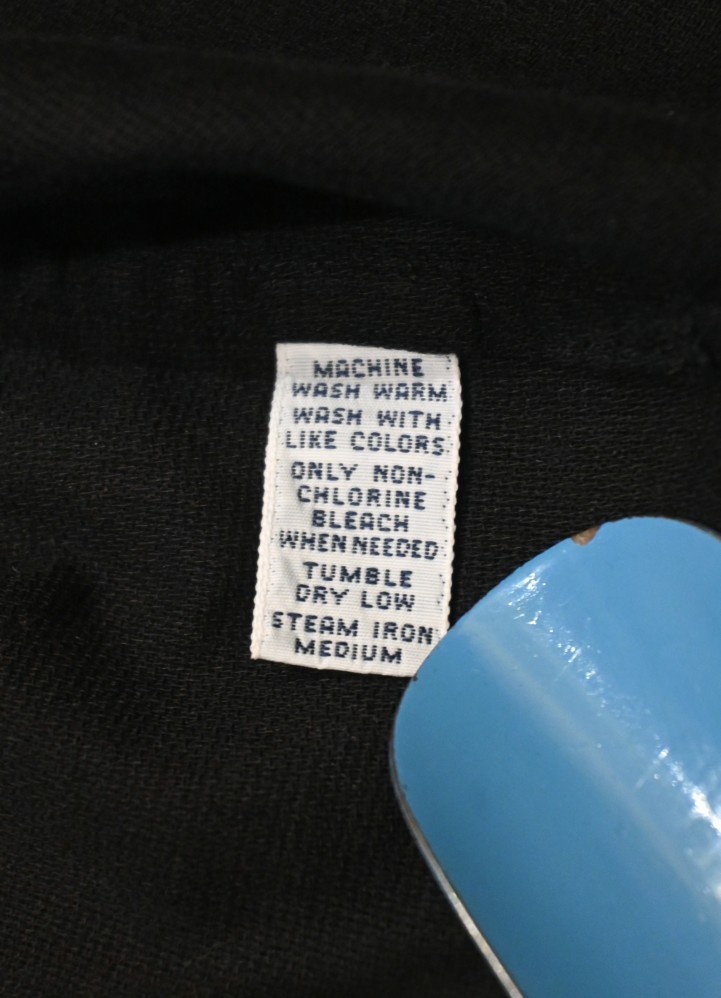 MACHINE
WASH WARM
WASH WITH
LIKE COLORS
ONLY NON-
CHLORINE
BLEACH
WHEN NEEDED
TUMBLE
DRY LOW
STEAM IRON
MEDIUM